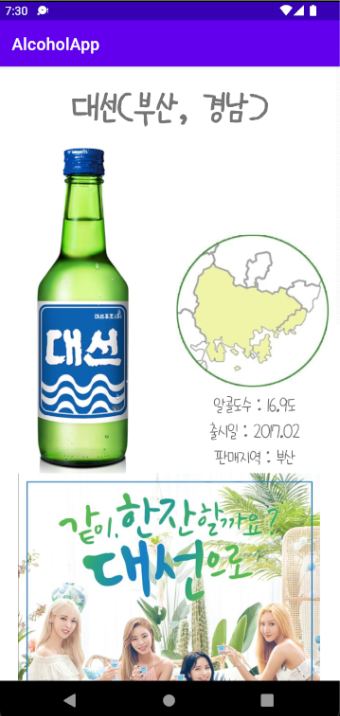 7:30
AlcoholApp
대선(부산, 경남)
대선
알콜도수 : 16.9도
출시일 : 2017.02
판매지역 : 부산
같이, 한잔할까요?
대선으로